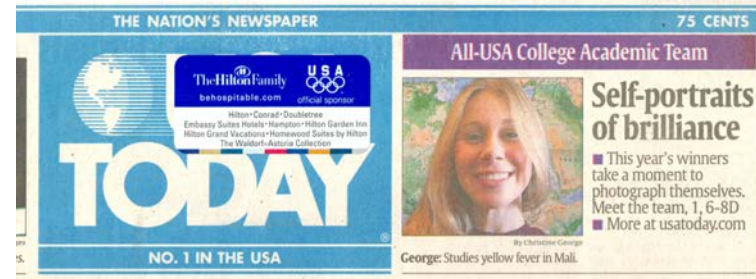 THE NATION'S NEWSPAPER
75 CENTS
The Hilton Family
behospitable.com
USA
official sponsor
Hilton•Conrad•Doubletree
Embassy Suites Hotels•Hampton•Hilton Garden Inn
Hilton Grand Vacations•Homewood Suites by Hilton
The Waldorf=Astoria Collection
TODAY
®
NO. 1 IN THE USA
All-USA College Academic Team
By Christine George
George: Studies yellow fever in Mali.
Self-portraits
of brilliance
■ This year's winners
take a moment to
photograph themselves.
Meet the team, 1, 6-8D
■ More at usatoday.com